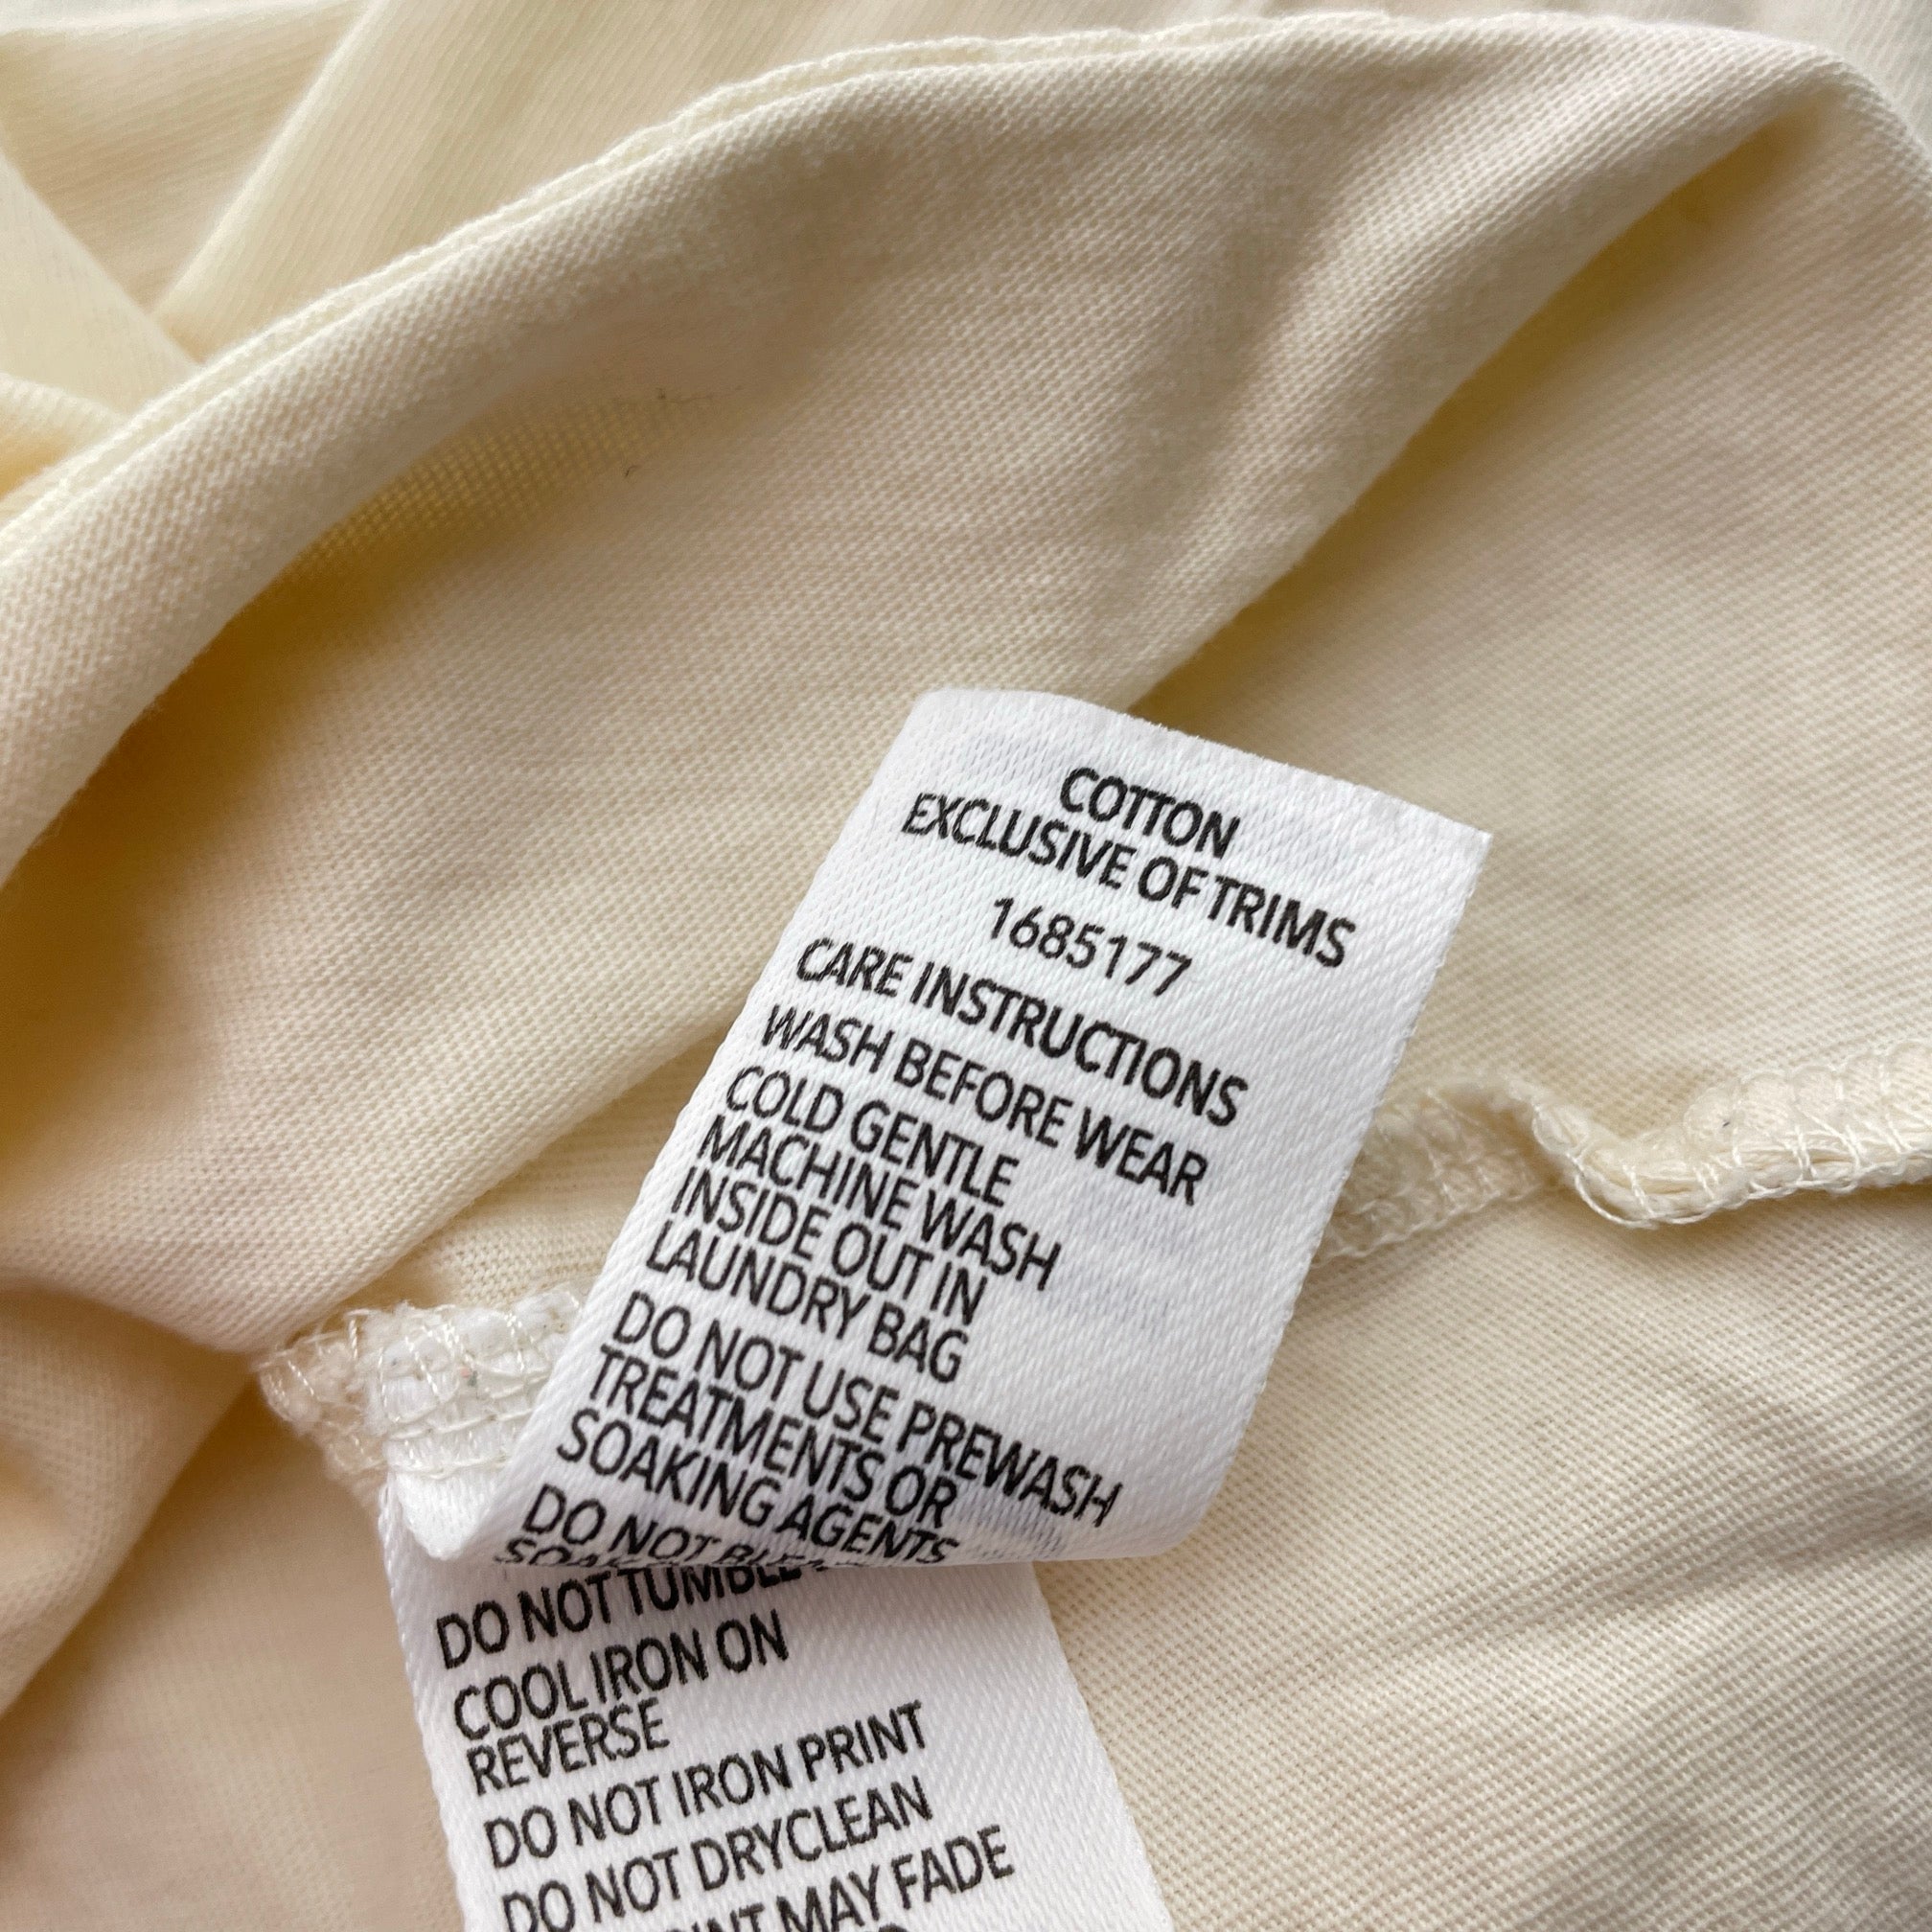 COTTON
EXCLUSIVE OF TRIMS
1685177
CARE INSTRUCTIONS
WASH BEFORE WEAR
COLD GENTLE
MACHINE WASH
INSIDE OUT IN
LAUNDRY BAG
DO NOT USE PREWASH
TREATMENTS OR
SOAKING AGENTS
DO NOT
DO NOT TUMBLE
COOL IRON ON
REVERSE
DO NOT IRON PRINT
DO NOT DRYCLEAN
MAY FADE